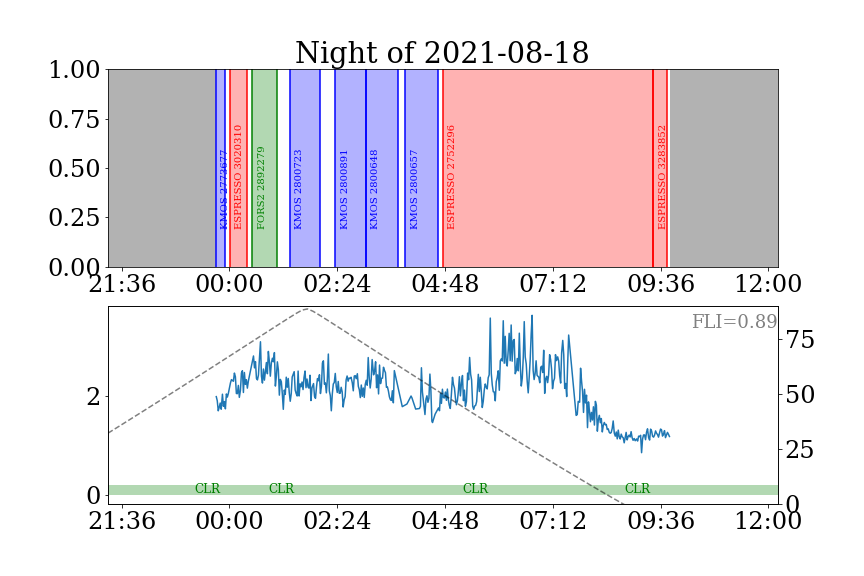 Night of 2021-08-18
1.00
0.75
0.50
0.25
0.00
KMOS 2773677
ESPRESSO 3020310
FORS2 2892279
KMOS 2800723
KMOS 2800891
KMOS 2800648
KMOS 2800657
ESPRESSO 2752296
ESPRESSO 3283852
21:36 00:00 02:24 04:48 07:12 09:36 12:00
FLI=0.89
2
0
75
50
25
0
CLR CLR CLR CLR
21:36 00:00 02:24 04:48 07:12 09:36 12:00